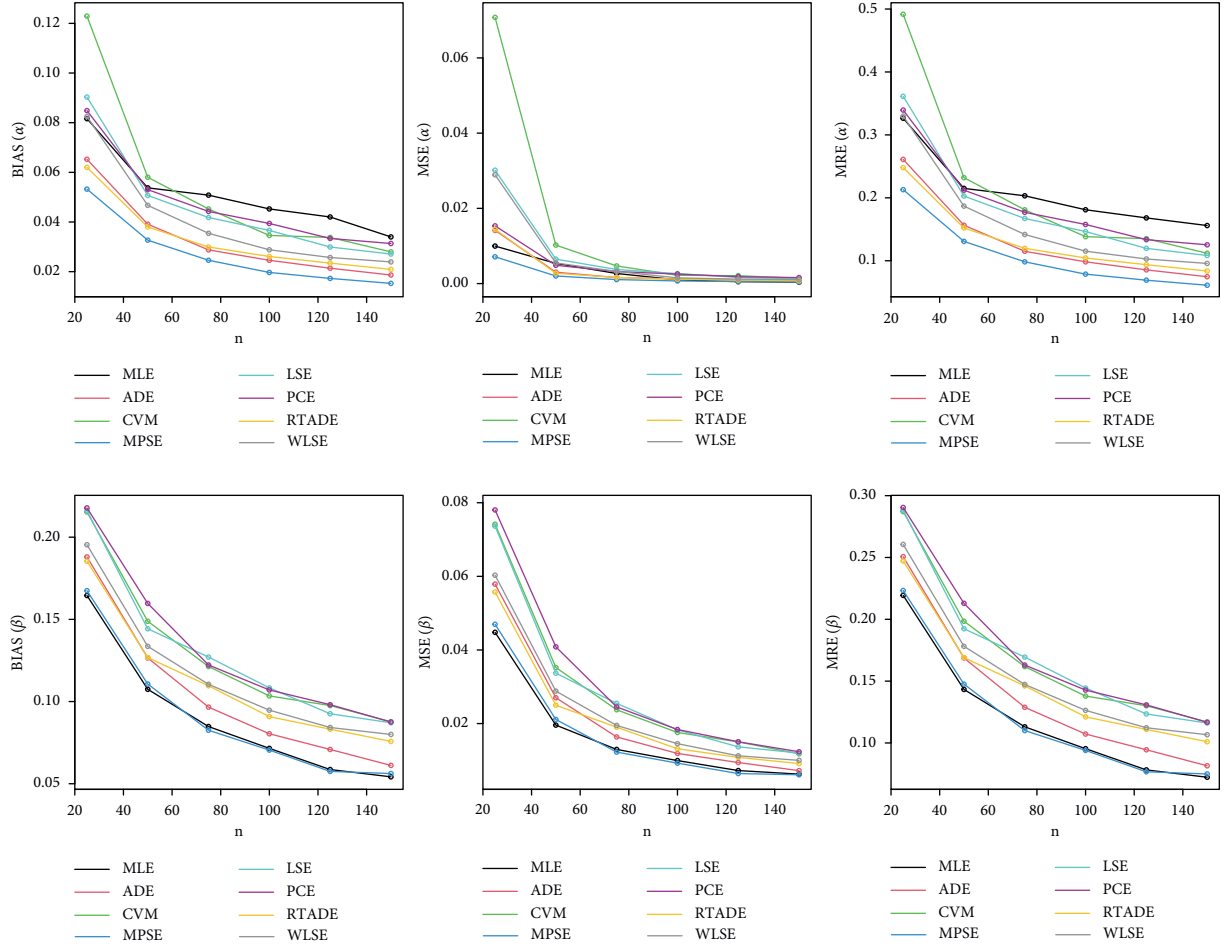 BIAS (α)
0.12
0.10
0.08
0.06
0.04
0.02
20 40 60 80 100 120 140
n
MLE
ADE
CVM
MPSE
LSE
PCE
RTADE
WLSE
MSE (α)
0.06
0.04
0.02
0.00
20 40 60 80 100 120 140
n
MLE
ADE
CVM
MPSE
LSE
PCE
RTADE
WLSE
MRE (α)
0.5
0.4
0.3
0.2
0.1
20 40 60 80 100 120 140
n
MLE
ADE
CVM
MPSE
LSE
PCE
RTADE
WLSE
BIAS (β)
0.20
0.15
0.10
0.05
20 40 60 80 100 120 140
n
MLE
ADE
CVM
MPSE
LSE
PCE
RTADE
WLSE
MSE (β)
0.08
0.06
0.04
0.02
20 40 60 80 100 120 140
n
MLE
ADE
CVM
MPSE
LSE
PCE
RTADE
WLSE
MRE (β)
0.30
0.25
0.20
0.15
0.10
20 40 60 80 100 120 140
n
MLE
ADE
CVM
MPSE
LSE
PCE
RTADE
WLSE